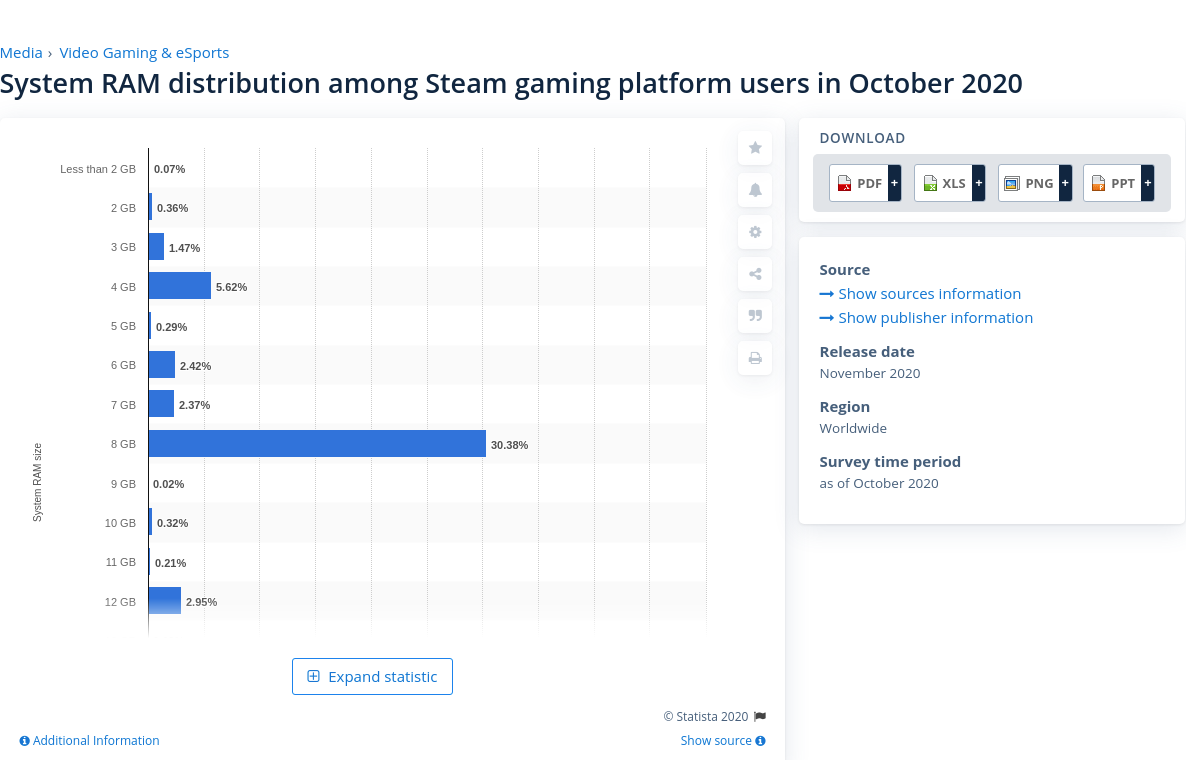 Media › Video Gaming & eSports
System RAM distribution among Steam gaming platform users in October 2020
System RAM size
Less than 2 GB 0.07%
2 GB 0.36%
3 GB 1.47%
4 GB 5.62%
5 GB 0.29%
6 GB 2.42%
7 GB 2.37%
8 GB 30.38%
9 GB 0.02%
10 GB 0.32%
11 GB 0.21%
12 GB 2.95%
Expand statistic
© Statista 2020
Additional Information Show source
DOWNLOAD
PDF + XLS + PNG + PPT +
Source
Show sources information
Show publisher information
Release date
November 2020
Region
Worldwide
Survey time period
as of October 2020